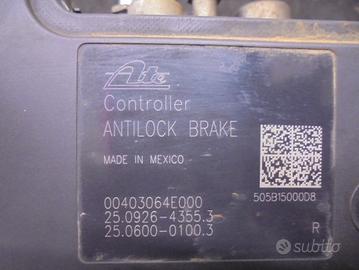 Ate
Controller
ANTILOCK BRAKE
MADE IN MEXICO
505B15000D8
00403064E000
25.0926-4355.3
25.0600-0100.3
R
subito